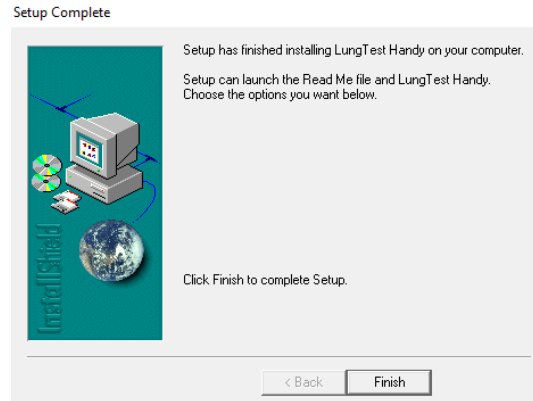 Setup Complete
Setup has finished installing LungTest Handy on your computer.
Setup can launch the Read Me file and LungTest Handy.
Choose the options you want below.
InstallShield
Click Finish to complete Setup.
< Back
Finish